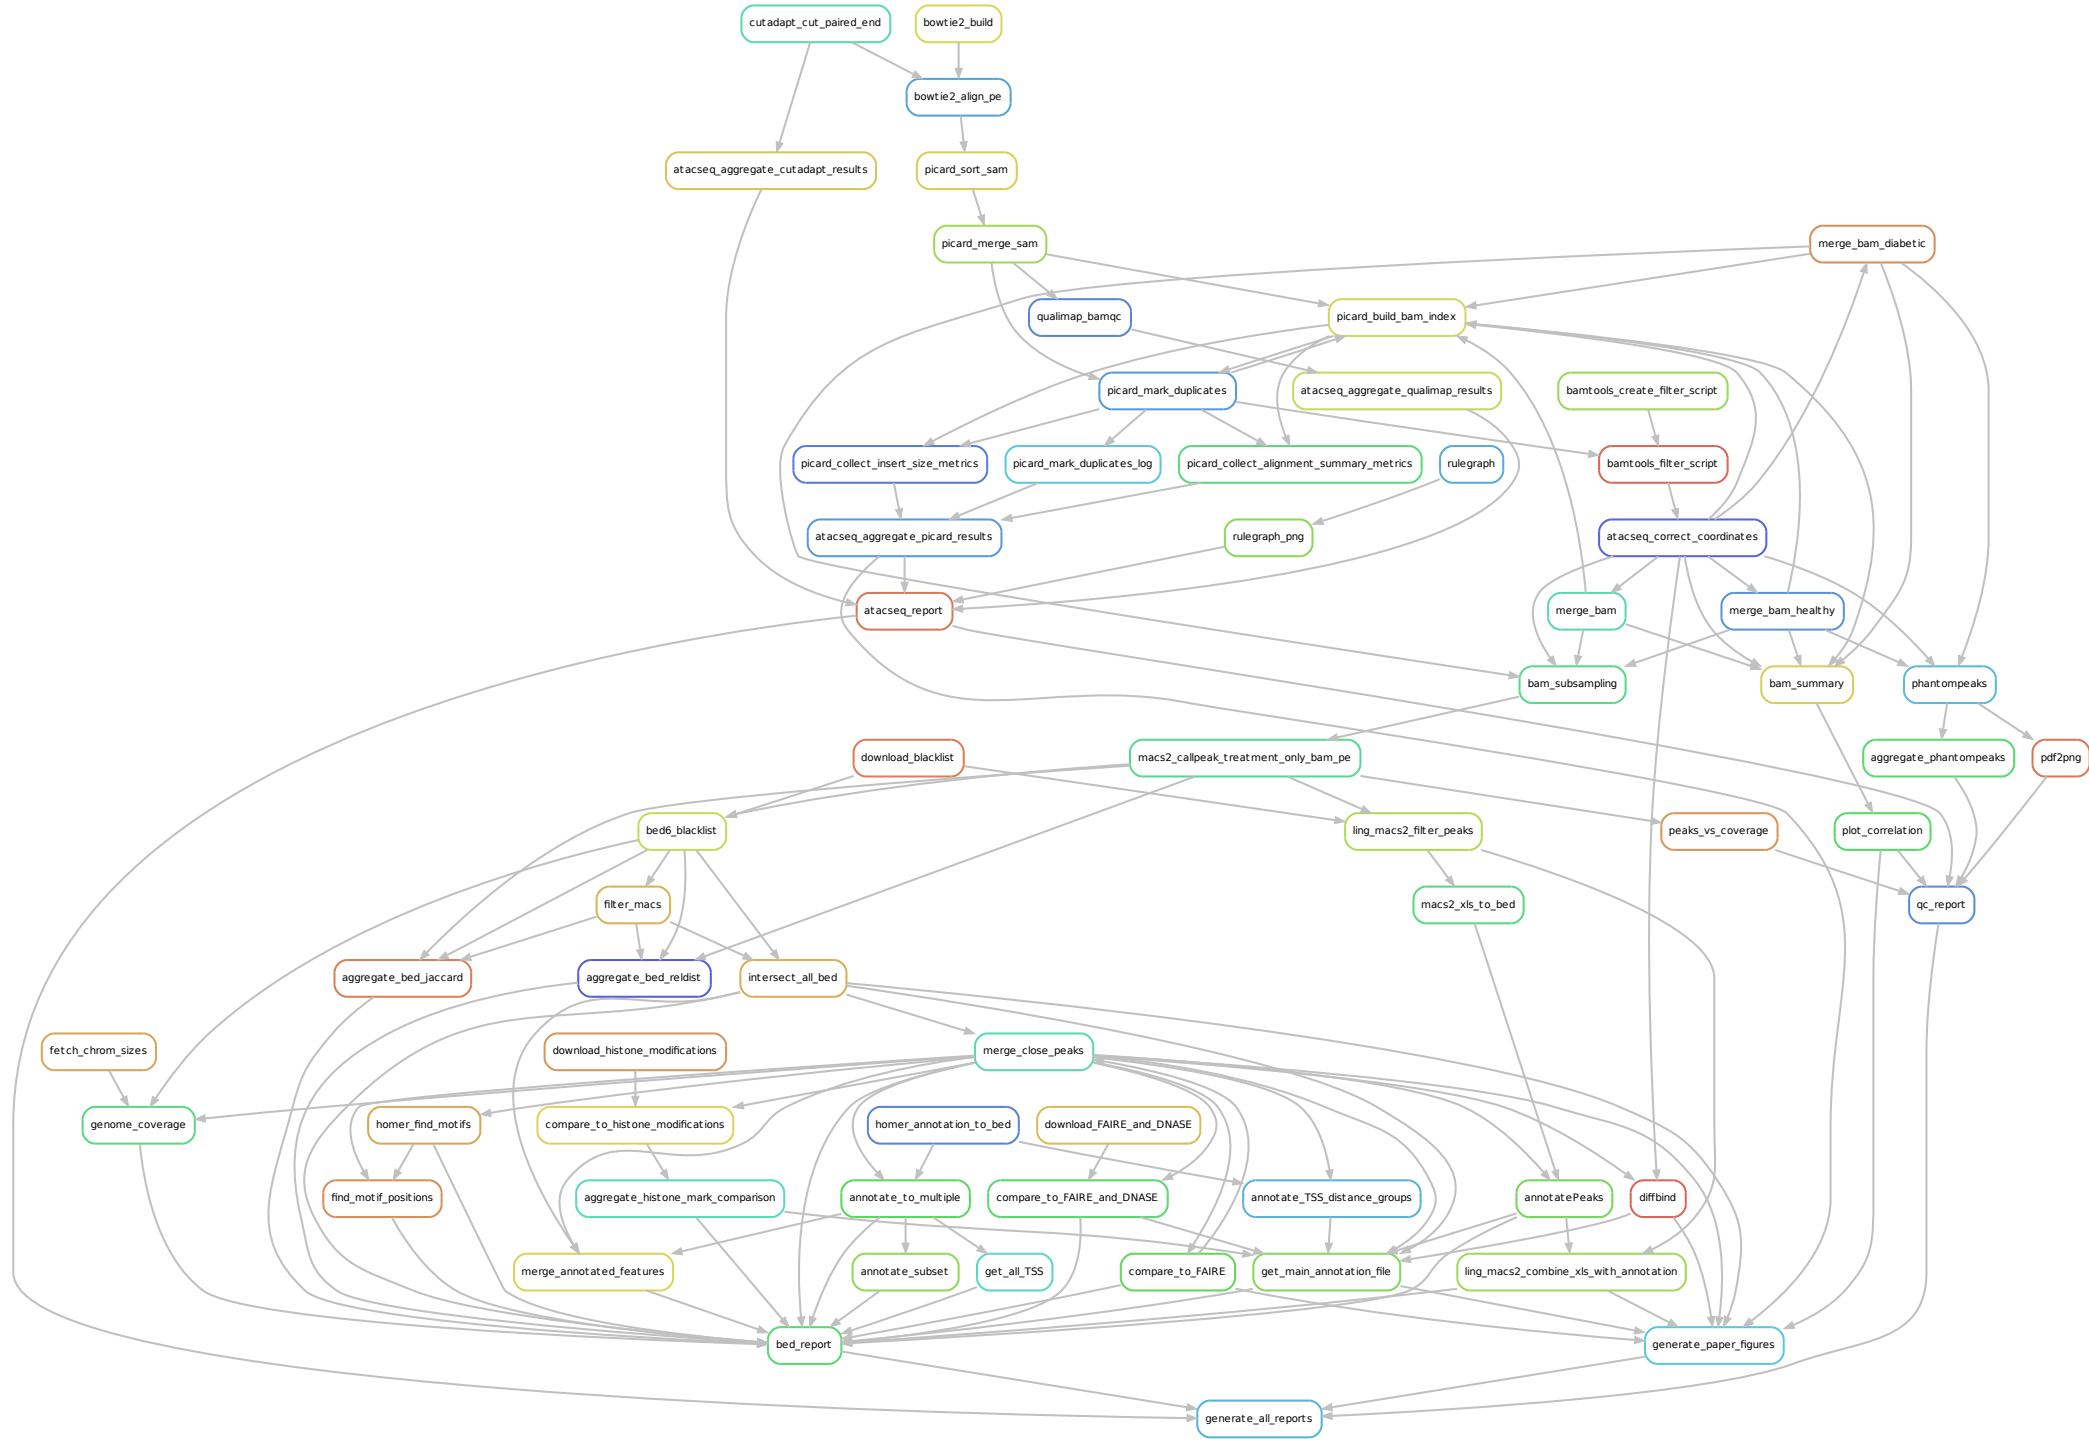 cutadapt_cut_paired_end
bowtie2_build
bowtie2_align_pe
atacseq_aggregate_cutadapt_results
picard_sort_sam
picard_merge_sam
merge_bam_diabetic
qualimap_bamqc
picard_build_bam_index
picard_mark_duplicates
atacseq_aggregate_qualimap_results
bamtools_create_filter_script
picard_collect_insert_size_metrics
picard_mark_duplicates_log
picard_collect_alignment_summary_metrics
rulegraph
bamtools_filter_script
atacseq_aggregate_picard_results
rulegraph_png
atacseq_correct_coordinates
atacseq_report
merge_bam
merge_bam_healthy
bam_subsampling
bam_summary
phantompeaks
download_blacklist
macs2_callpeak_treatment_only_bam_pe
aggregate_phantompeaks
pdf2png
bed6_blacklist
ling_macs2_filter_peaks
peaks_vs_coverage
plot_correlation
filter_macs
macs2_xls_to_bed
qc_report
aggregate_bed_jaccard
aggregate_bed_reldist
intersect_all_bed
fetch_chrom_sizes
download_histone_modifications
merge_close_peaks
genome_coverage
homer_find_motifs
compare_to_histone_modifications
homer_annotation_to_bed
download_FAIRE_and_DNASE
find_motif_positions
aggregate_histone_mark_comparison
annotate_to_multiple
compare_to_FAIRE_and_DNASE
annotate_TSS_distance_groups
annotatePeaks
diffbind
merge_annotated_features
annotate_subset
get_all_TSS
compare_to_FAIRE
get_main_annotation_file
ling_macs2_combine_xls_with_annotation
bed_report
generate_paper_figures
generate_all_reports